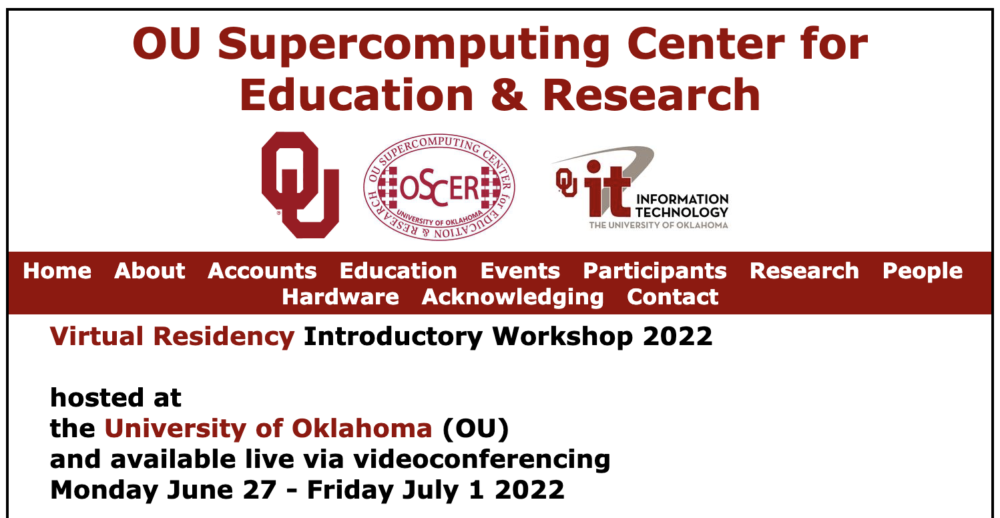 OU Supercomputing Center for
Education & Research
OU
®
OU SUPERCOMPUTING CENTER for EDUCATION & RESEARCH
OSCER
UNIVERSITY OF OKLAHOMA
OU
it
INFORMATION
TECHNOLOGY
THE UNIVERSITY OF OKLAHOMA
Home About Accounts Education Events Participants Research People
Hardware Acknowledging Contact
Virtual Residency Introductory Workshop 2022
hosted at
the University of Oklahoma (OU)
and available live via videoconferencing
Monday June 27 - Friday July 1 2022